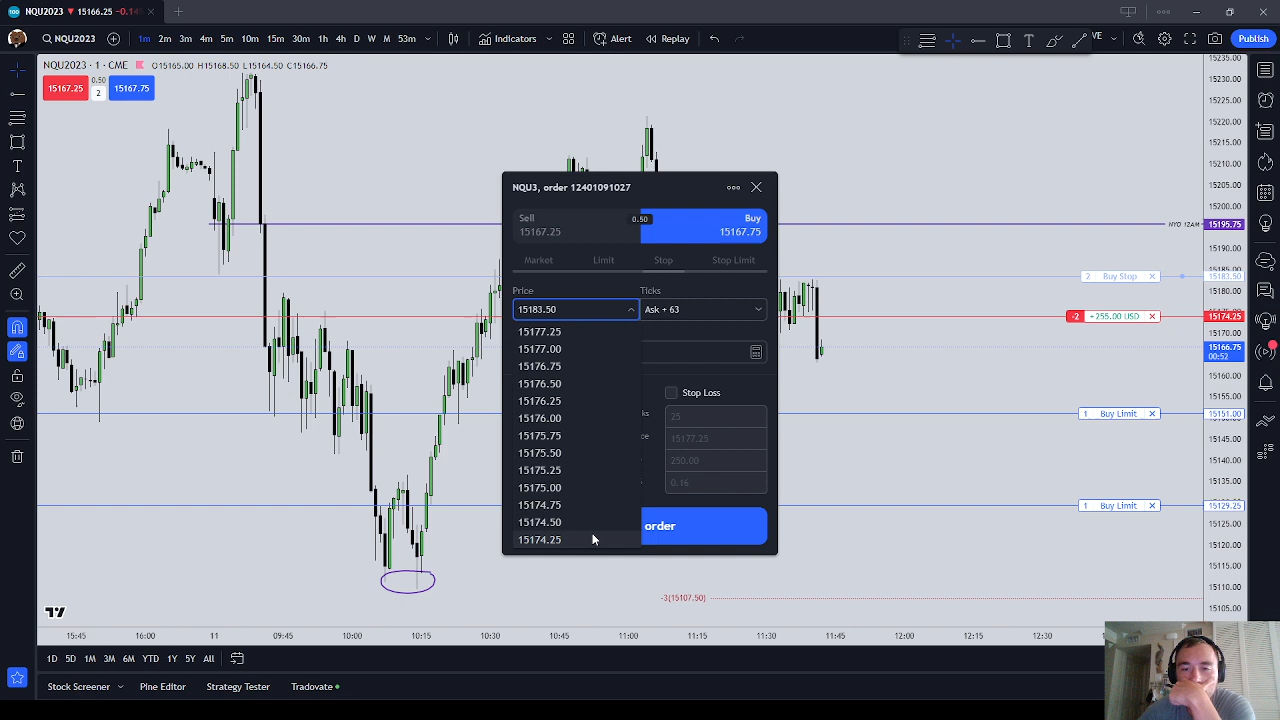 NQU2023 ▼ 15166.25 −0.14
NQU2023 1m 2m 3m 4m 5m 10m 15m 30m 1h 4h D W M 53m Indicators Alert Replay VE Publish
NQU2023 · 1 · CME O15165.00 H15168.50 L15164.50 C15166.75
15167.25 0.50 2 15167.75
15235.00
15230.00
15225.00
15220.00
15215.00
15210.00
15205.00
15200.00
NYO 12AM 15195.75
15190.00
2 Buy Stop 15183.50
-2 +255.00 USD 15174.25
15170.00
15166.75
00:52
15160.00
15155.00
1 Buy Limit 15151.00
15145.00
15140.00
15135.00
1 Buy Limit 15129.25
15125.00
15120.00
15115.00
15110.00
15105.00
-3(15107.50)
NQU3, order 12401091027
Sell 0.50 Buy
15167.25 15167.75
Market Limit Stop Stop Limit
Price Ticks
15183.50 Ask + 63
15177.25
15177.00
15176.75
15176.50
15176.25
15176.00
15175.75
15175.50
15175.25
15175.00
15174.75
15174.50
15174.25
Stop Loss
25
15177.25
250.00
0.16
order
15:45 16:00 11 09:45 10:00 10:15 10:30 11:00 11:15 11:30 11:45 12:00 12:30
1D 5D 1M 3M 6M YTD 1Y 5Y All
Stock Screener Pine Editor Strategy Tester Tradovate